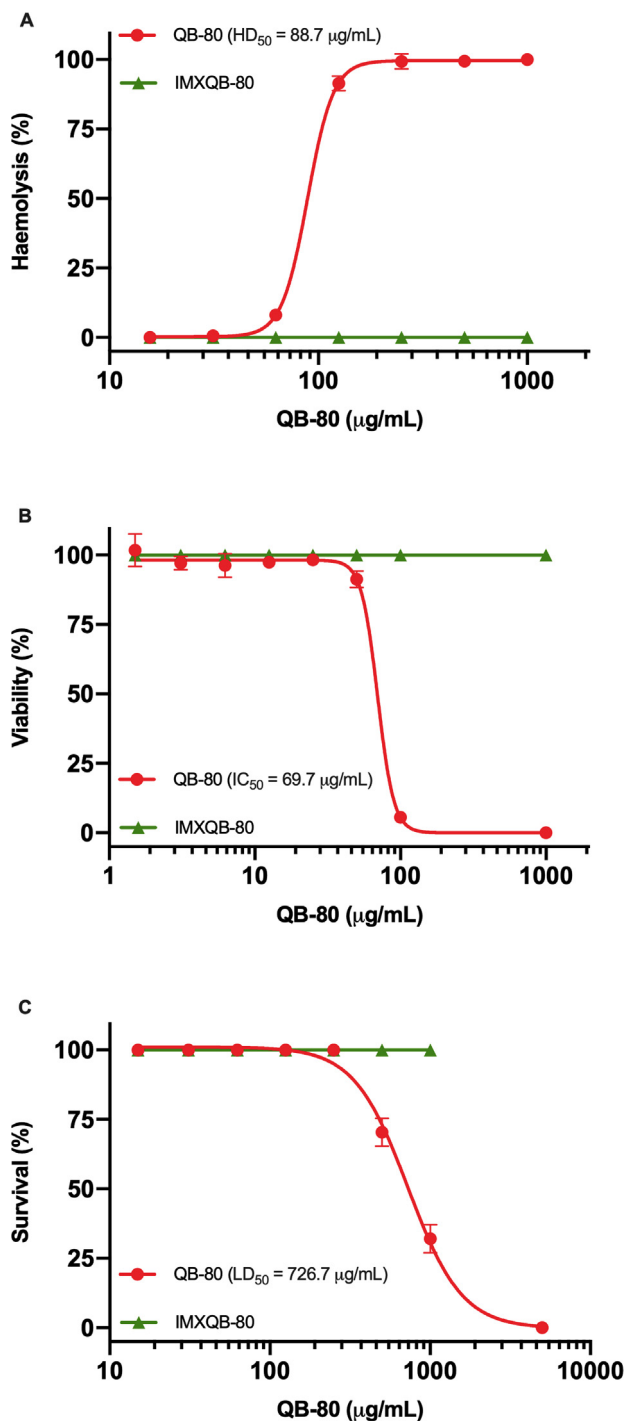 A
QB-80 (HD50 = 88.7 μg/mL)
IMXQB-80
Haemolysis (%)
100
75
50
25
0
10 100 1000
QB-80 (μg/mL)
B
Viability (%)
100
75
50
25
0
QB-80 (IC50 = 69.7 μg/mL)
IMXQB-80
1 10 100 1000
QB-80 (μg/mL)
C
Survival (%)
100
75
50
25
0
QB-80 (LD50 = 726.7 μg/mL)
IMXQB-80
10 100 1000 10000
QB-80 (μg/mL)